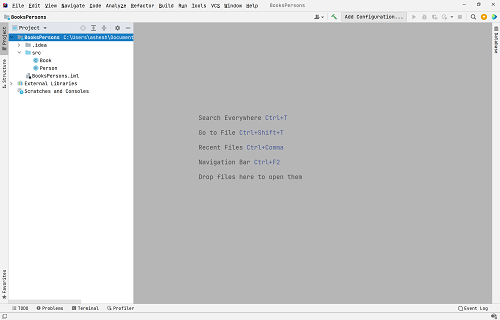 File Edit View Navigate Code Analyze Refactor Build Run Tools VCS Window Help BooksPersons
BooksPersons
Add Configuration...
Project
BooksPersons C:\Users\ashesh\Document
.idea
src
Book
Person
BooksPersons.iml
External Libraries
Scratches and Consoles
Project
Structure
Favorites
Database
Search Everywhere Ctrl+T
Go to File Ctrl+Shift+T
Recent Files Ctrl+Comma
Navigation Bar Ctrl+F2
Drop files here to open them
TODO Problems Terminal Profiler Event Log